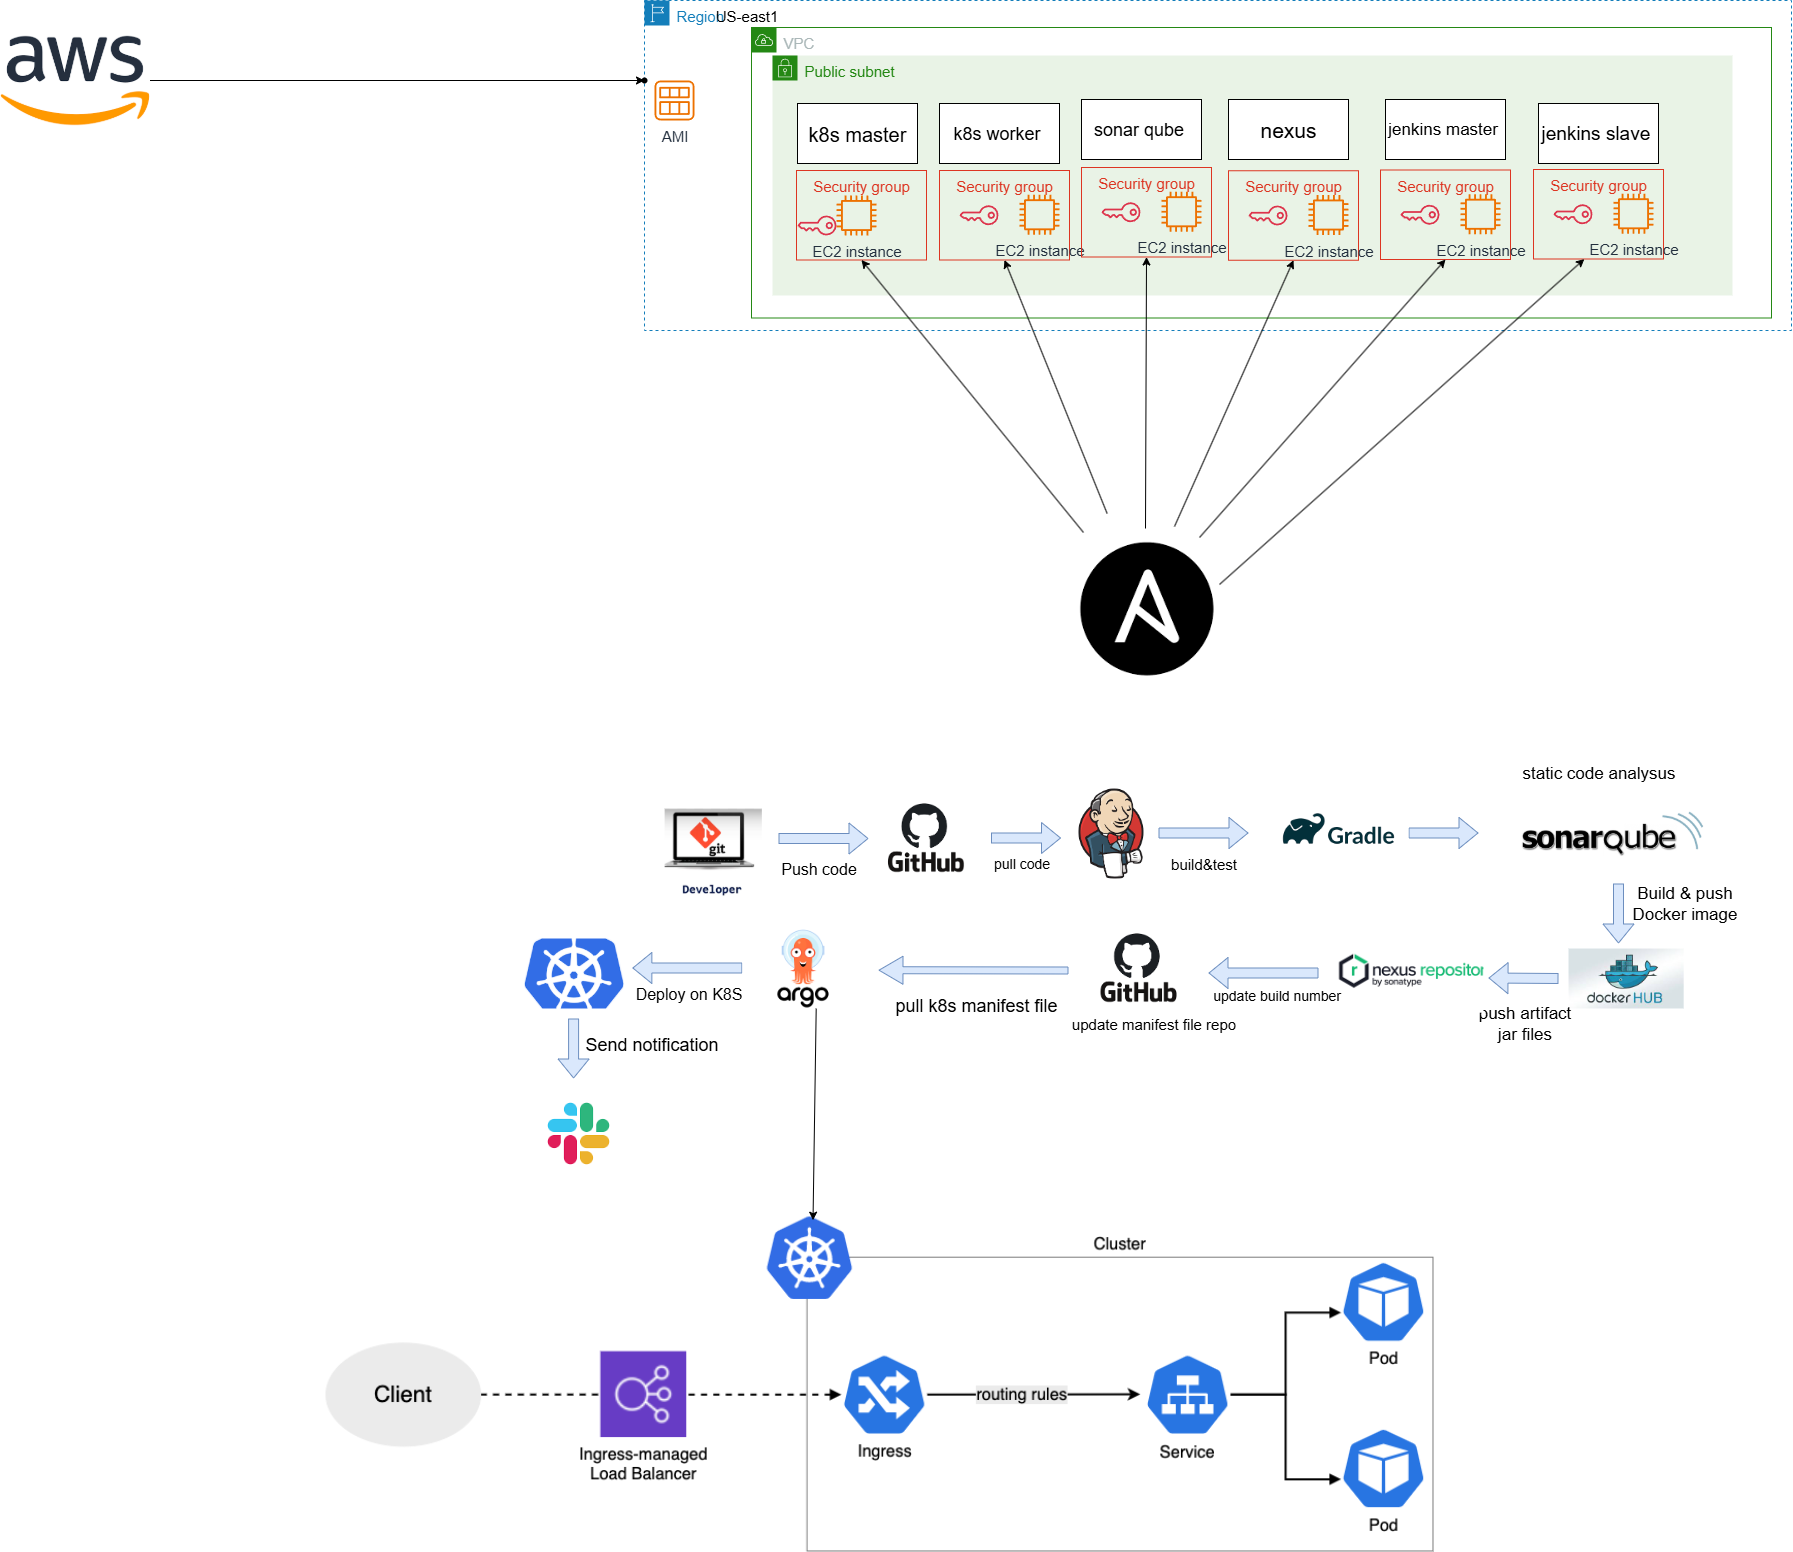 aws
Region
US-east1
VPC
Public subnet
AMI
k8s master
k8s worker
sonar qube
nexus
jenkins master
jenkins slave
Security group
Security group
Security group
Security group
Security group
Security group
EC2 instance
EC2 instance
EC2 instance
EC2 instance
EC2 instance
EC2 instance
static code analysus
git
Developer
Push code
GitHub
pull code
build&test
Gradle
sonarqube
Build & push
Docker image
Deploy on K8S
argo
pull k8s manifest file
GitHub
update manifest file repo
update build number
nexus repositor
by sonatype
push artifact
jar files
docker HUB
Send notification
Cluster
Client
Ingress-managed
Load Balancer
Ingress
routing rules
Service
Pod
Pod